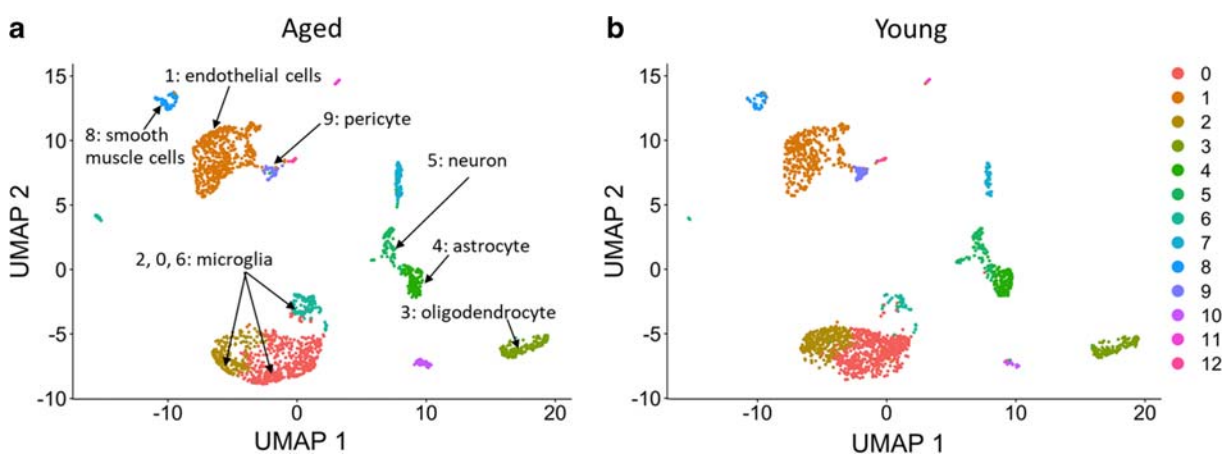 a
Aged
15
10
5
0
-5
-10
-10
0
10
20
UMAP 2
UMAP 1
1: endothelial cells
8: smooth
muscle cells
9: pericyte
5: neuron
4: astrocyte
2, 0, 6: microglia
3: oligodendrocyte
b
Young
15
10
5
0
-5
-10
-10
0
10
20
UMAP 2
UMAP 1
0
1
2
3
4
5
6
7
8
9
10
11
12